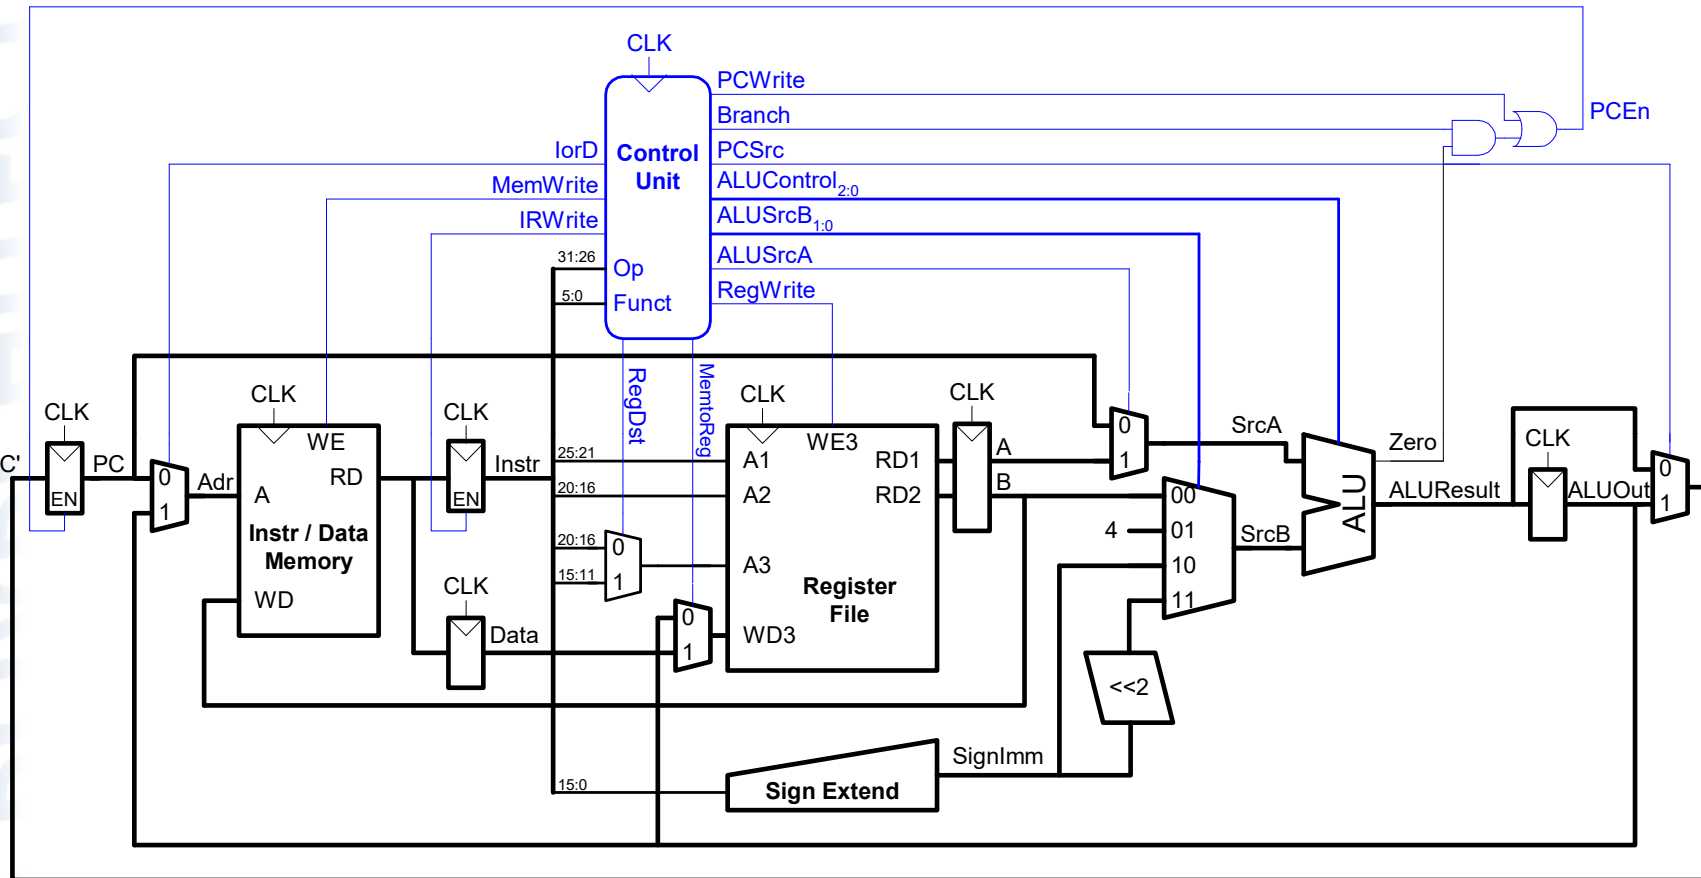 CLK
PCWrite
Branch
PCEn
IorD
Control
Unit
PCSrc
MemWrite
ALUControl2:0
IRWrite
ALUSrcB1:0
31:26
Op
ALUSrcA
5:0
Funct
RegWrite
RegDst
MemtoReg
CLK
CLK
CLK
CLK
CLK
CLK
C'
PC
EN
0
1
Adr
WE
A
RD
Instr / Data
Memory
WD
EN
Instr
25:21
20:16
20:16
15:11
0
1
CLK
Data
0
1
WE3
A1
A2
A3
WD3
RD1
RD2
Register
File
A
B
0
1
SrcA
4
00
01
10
11
SrcB
ALU
Zero
ALUResult
ALUOut
0
1
<<2
SignImm
15:0
Sign Extend